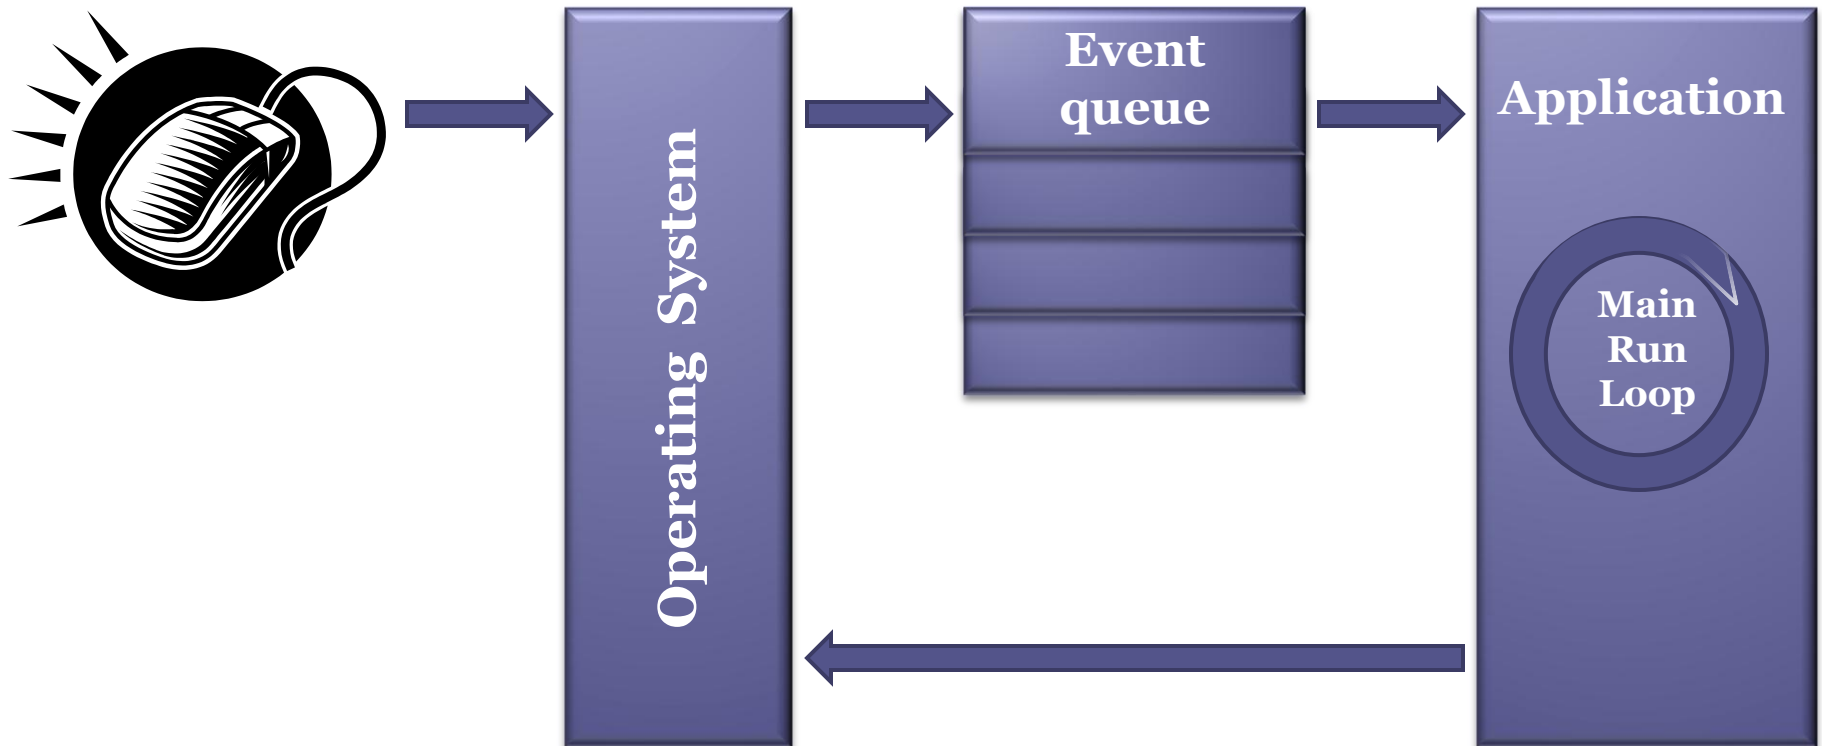 Operating System
Event
queue
Application
Main
Run
Loop